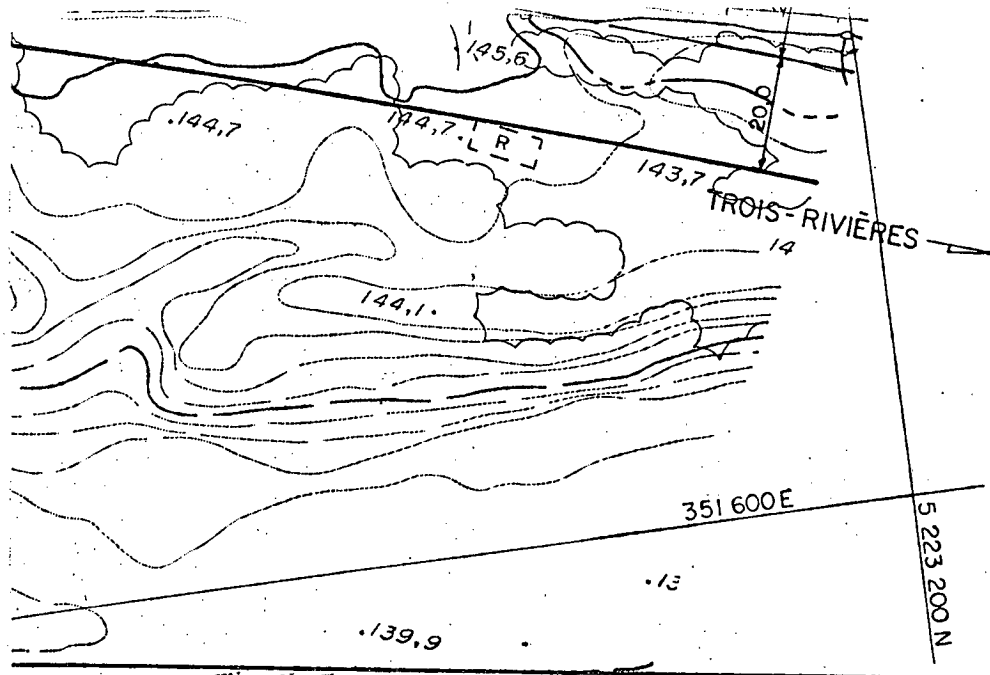 145,6
.144,7
144,7.
R
20,0
143,7
TROIS-RIVIÈRES
14
144,1.
351 600 E
5 223 200 N
.13
.139,9